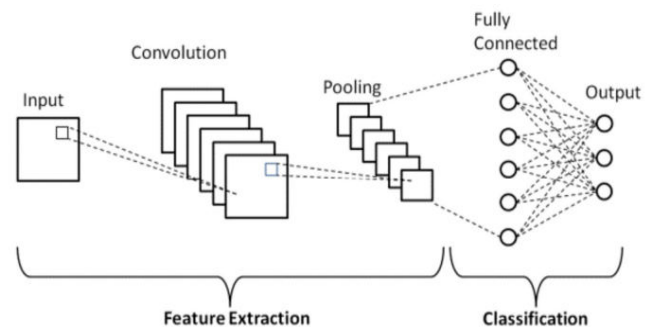 Input
Convolution
Pooling
Fully
Connected
Output
Feature Extraction
Classification